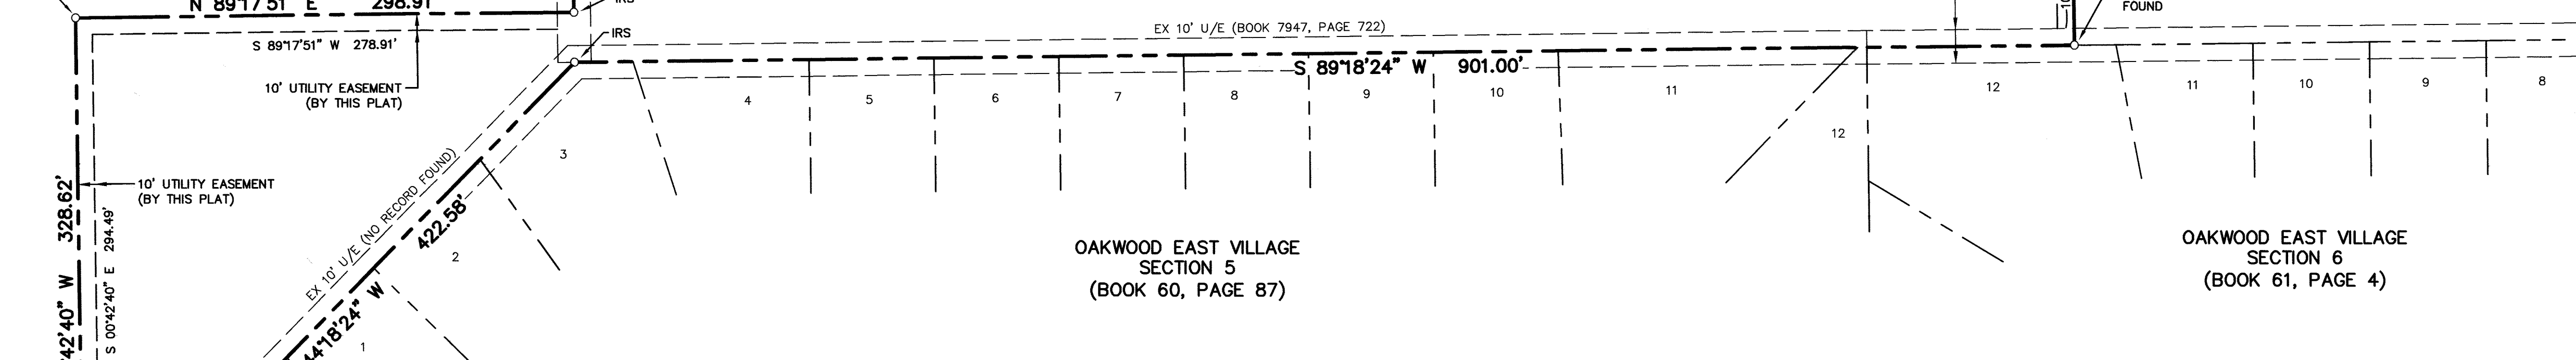 N 89°17'51" E 298.91'
IRS
FOUND
EX 10' U/E (BOOK 7947, PAGE 722)
IRS
S 89°17'51" W 278.91'
S 89°18'24" W 901.00'
10' UTILITY EASEMENT
(BY THIS PLAT)
4
5
6
7
8
9
10
11
12
11
10
9
8
12
3
EX 10' U/E (NO RECORD FOUND)
10' UTILITY EASEMENT
(BY THIS PLAT)
328.62'
42'40" W
S 00°42'40" E 294.49'
422.58'
44°18'24" W
2
1
OAKWOOD EAST VILLAGE
SECTION 5
(BOOK 60, PAGE 87)
OAKWOOD EAST VILLAGE
SECTION 6
(BOOK 61, PAGE 4)